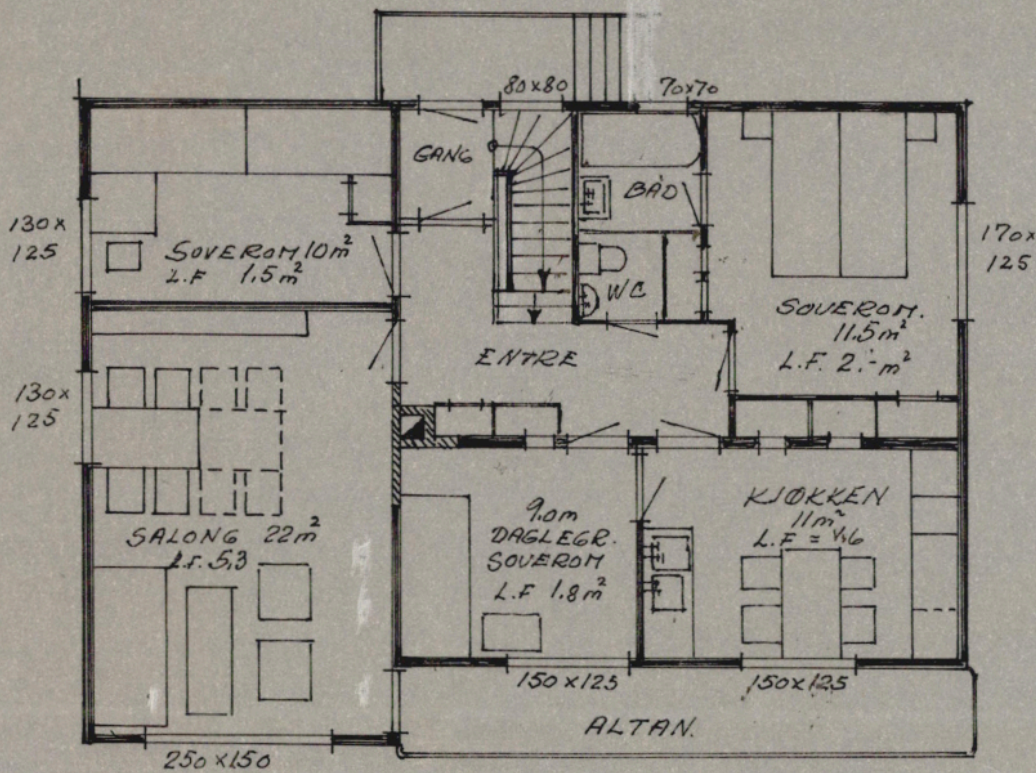 80x80
70x70
GANG
BAD
130x
125
SOVEROM 10m²
L.F 1.5m²
WC
170x
125
SOVEROM.
11.5m²
L.F. 2.-m²
ENTRE
130x
125
SALONG 22m²
L.F. 5,3
9.0m
DAGLEGR.
SOVEROM
L.F 1.8m²
KJØKKEN
11m²
L.F =
150x125
150x125
ALTAN.
250x150